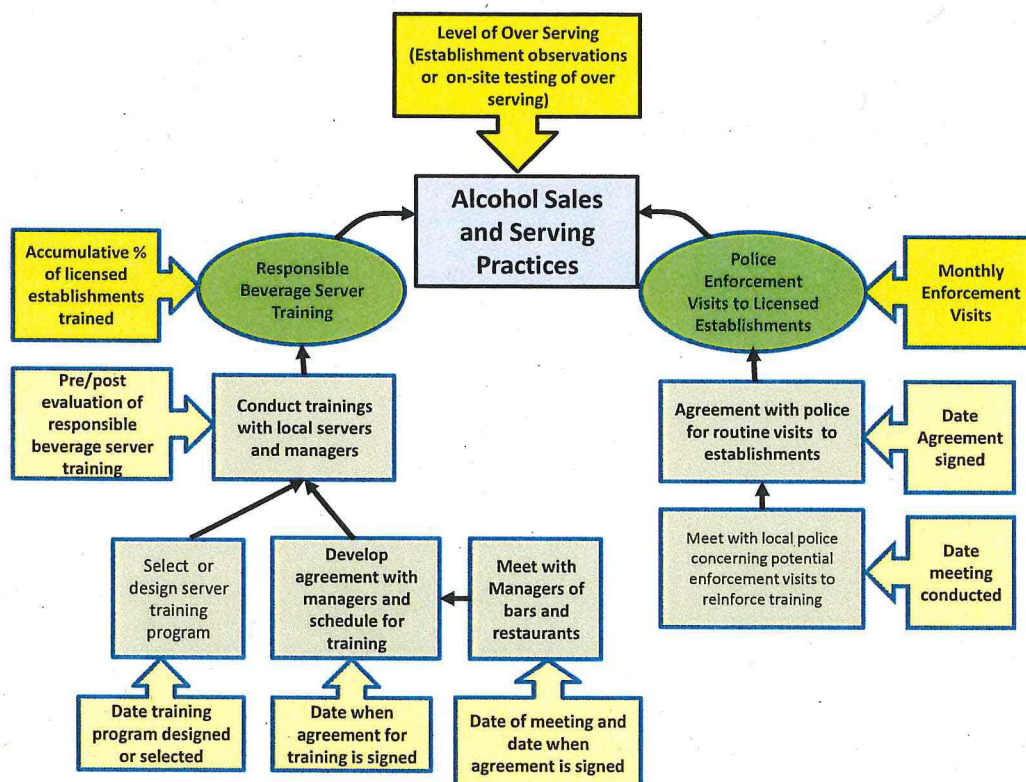 Level of Over Serving
(Establishment observations
or on-site testing of over
serving)
Alcohol Sales
and Serving
Practices
Accumulative %
of licensed
establishments
trained
Responsible
Beverage Server
Training
Police
Enforcement
Visits to Licensed
Establishments
Monthly
Enforcement
Visits
Pre/post
evaluation of
responsible
beverage server
training
Conduct trainings
with local servers
and managers
Agreement with police
for routine visits to
establishments
Date
Agreement
signed
Select or
design server
training
program
Develop
agreement with
managers and
schedule for
training
Meet with
Managers of
bars and
restaurants
Meet with local police
concerning potential
enforcement visits to
reinforce training
Date
meeting
conducted
Date training
program designed
or selected
Date when
agreement for
training is signed
Date of meeting and
date when
agreement is signed